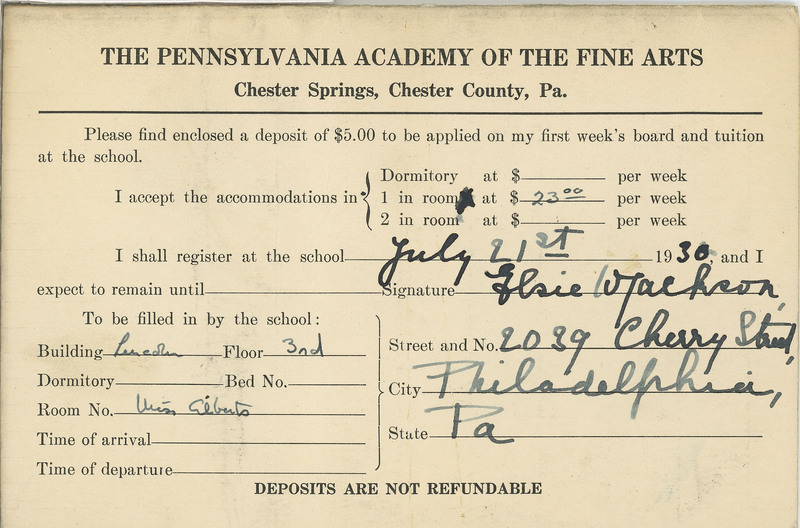 THE PENNSYLVANIA ACADEMY OF THE FINE ARTS
Chester Springs, Chester County, Pa.
Please find enclosed a deposit of $5.00 to be applied on my first week's board and tuition
at the school.
I accept the accommodations in
Dormitory at $ per week
1 in room at $ 23 00 per week
2 in room at $ per week
I shall register at the school July 21st 1930, and I
expect to remain until Signature Elsie W Jackson,
To be filled in by the school:
Building Lincoln Floor 3rd
Dormitory Bed No.
Room No. Miss Alberts
Time of arrival
Time of departure
Street and No. 2039 Cherry Street,
City Philadelphia,
State Pa
DEPOSITS ARE NOT REFUNDABLE